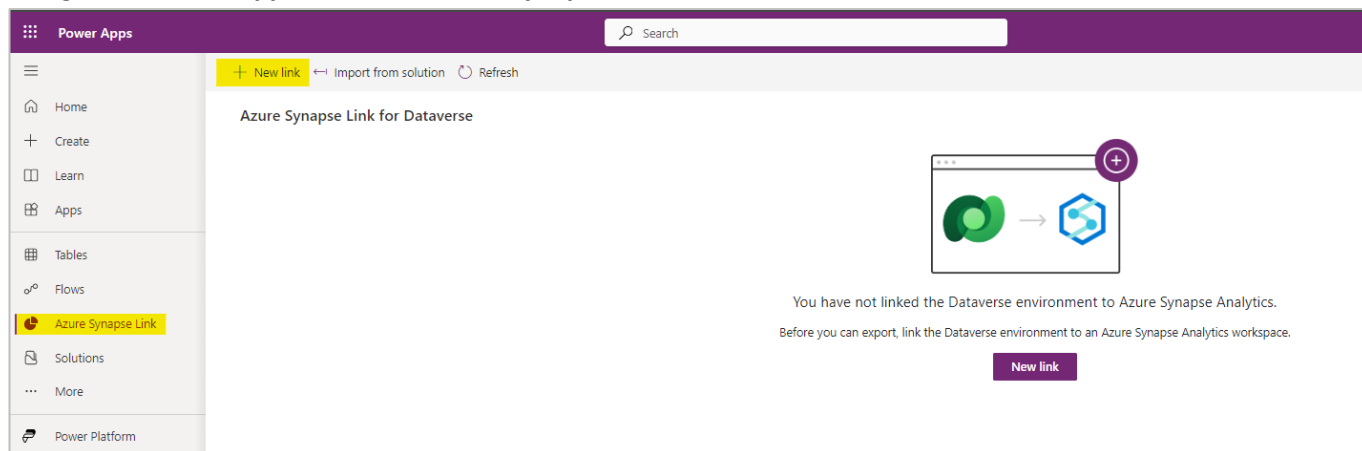 Power Apps
Search
New link
Import from solution
Refresh
Home
Create
Learn
Apps
Tables
Flows
Azure Synapse Link
Solutions
More
Power Platform
Azure Synapse Link for Dataverse
You have not linked the Dataverse environment to Azure Synapse Analytics.
Before you can export, link the Dataverse environment to an Azure Synapse Analytics workspace.
New link